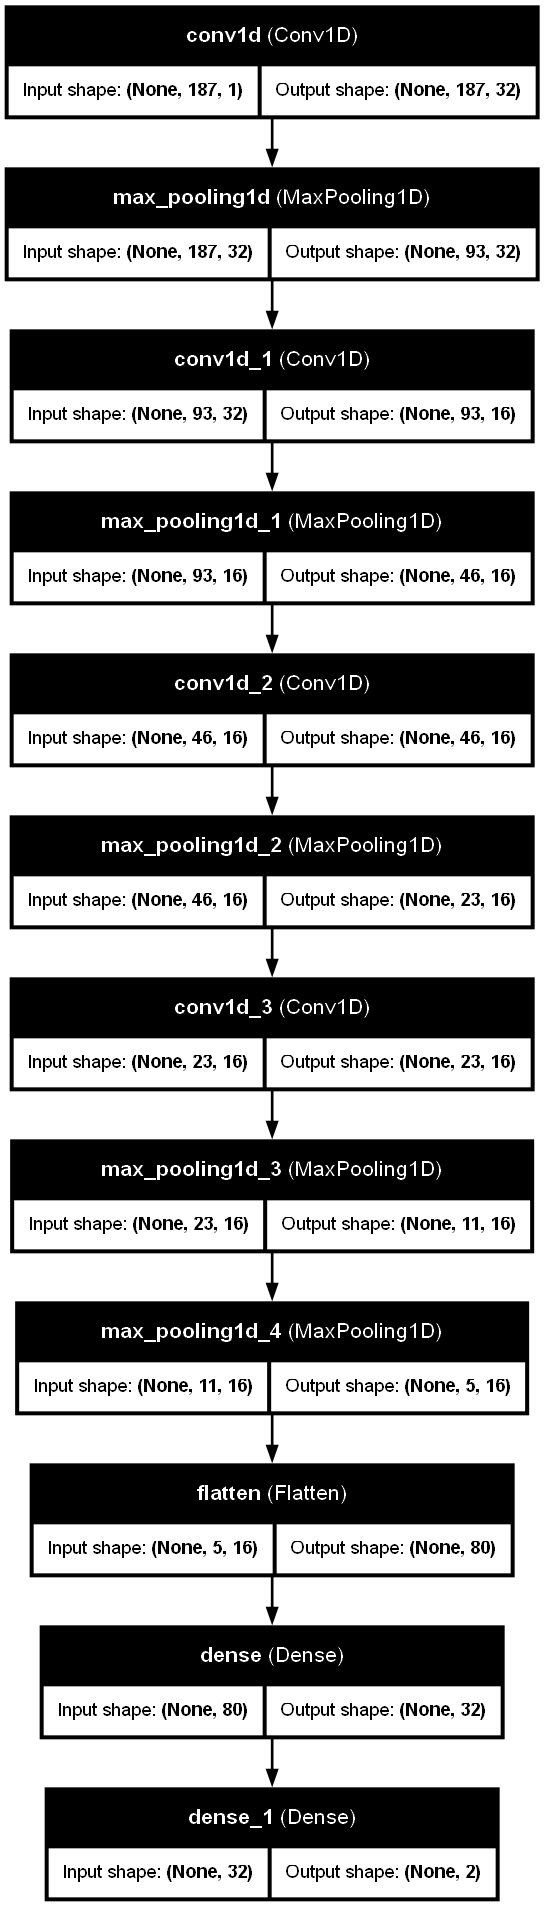 conv1d (Conv1D)
Input shape: (None, 187, 1) Output shape: (None, 187, 32)
max_pooling1d (MaxPooling1D)
Input shape: (None, 187, 32) Output shape: (None, 93, 32)
conv1d_1 (Conv1D)
Input shape: (None, 93, 32) Output shape: (None, 93, 16)
max_pooling1d_1 (MaxPooling1D)
Input shape: (None, 93, 16) Output shape: (None, 46, 16)
conv1d_2 (Conv1D)
Input shape: (None, 46, 16) Output shape: (None, 46, 16)
max_pooling1d_2 (MaxPooling1D)
Input shape: (None, 46, 16) Output shape: (None, 23, 16)
conv1d_3 (Conv1D)
Input shape: (None, 23, 16) Output shape: (None, 23, 16)
max_pooling1d_3 (MaxPooling1D)
Input shape: (None, 23, 16) Output shape: (None, 11, 16)
max_pooling1d_4 (MaxPooling1D)
Input shape: (None, 11, 16) Output shape: (None, 5, 16)
flatten (Flatten)
Input shape: (None, 5, 16) Output shape: (None, 80)
dense (Dense)
Input shape: (None, 80) Output shape: (None, 32)
dense_1 (Dense)
Input shape: (None, 32) Output shape: (None, 2)